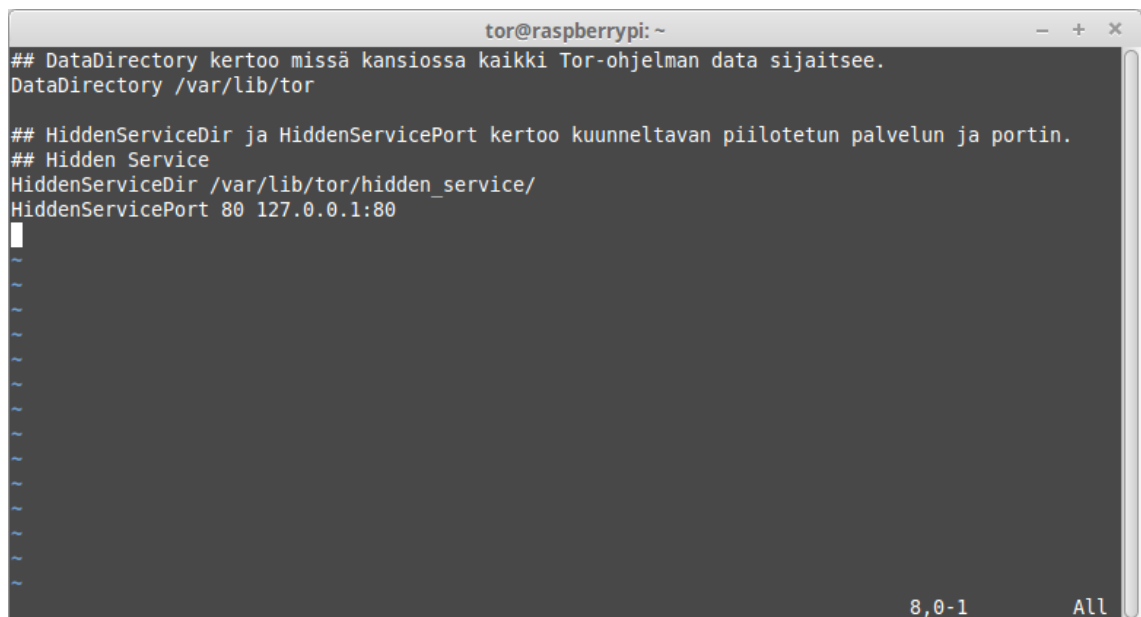 tor@raspberrypi: ~
## DataDirectory kertoo missä kansiossa kaikki Tor-ohjelman data sijaitsee.
DataDirectory /var/lib/tor
## HiddenServiceDir ja HiddenServicePort kertoo kuunneltavan piilotetun palvelun ja portin.
## Hidden Service
HiddenServiceDir /var/lib/tor/hidden_service/
HiddenServicePort 80 127.0.0.1:80
~
~
~
~
~
~
~
~
~
~
~
~
~
~
8,0-1 All